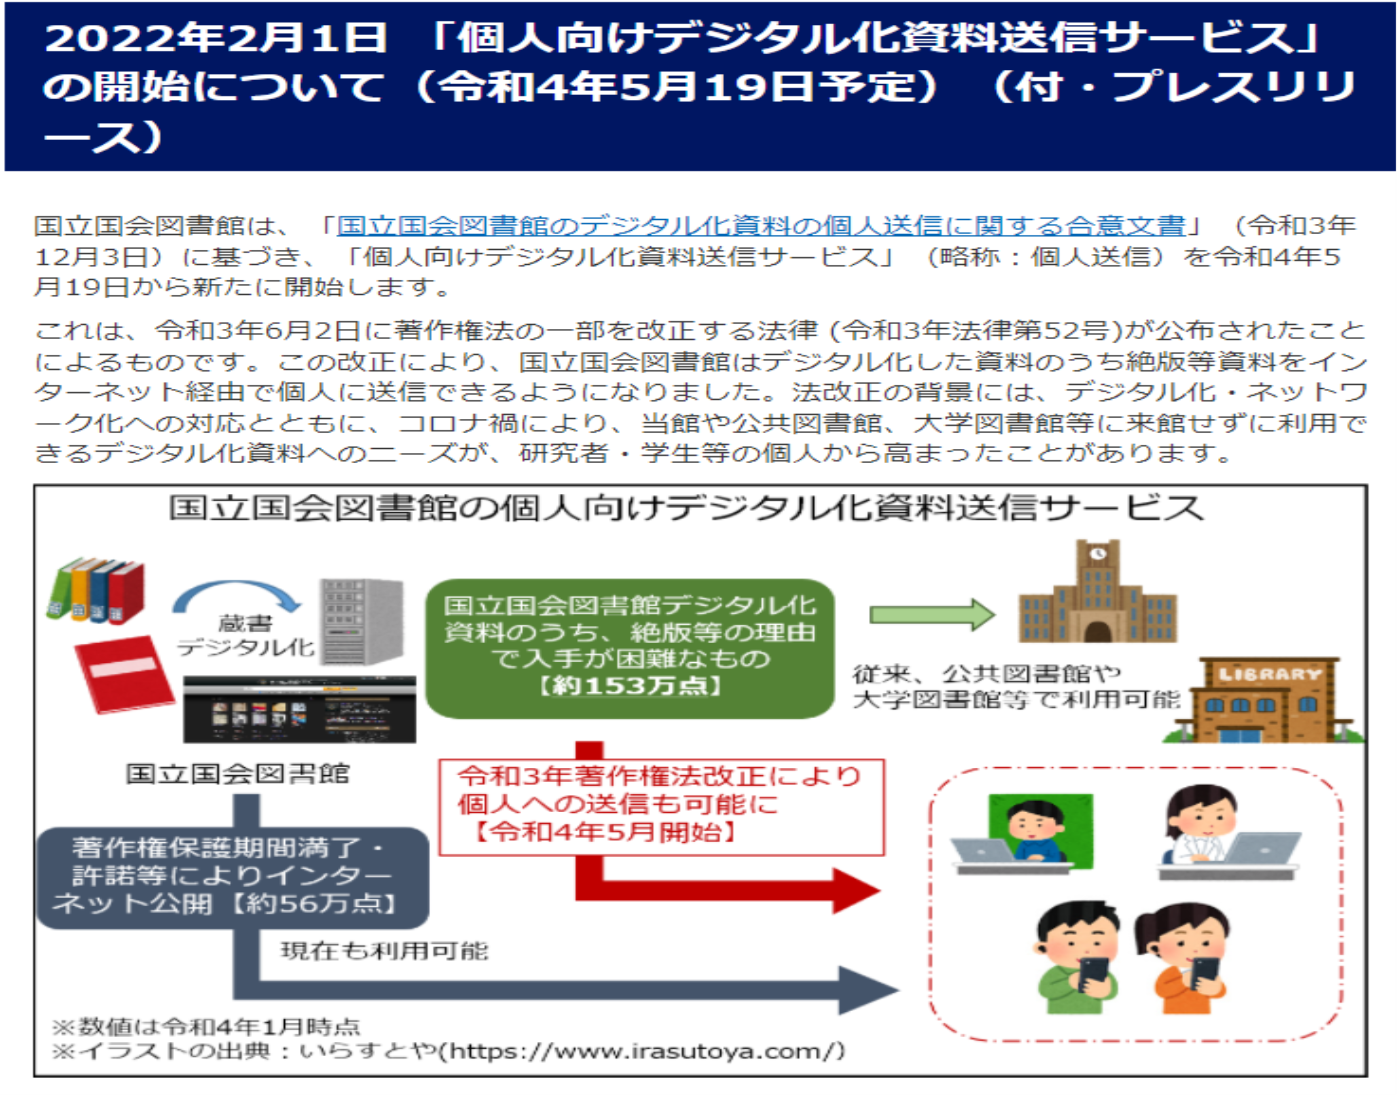 2022年2月1日 「個人向けデジタル化資料送信サービス」
の開始について（令和4年5月19日予定）（付・プレスリリ
ース）
国立国会図書館は、「国立国会図書館のデジタル化資料の個人送信に関する合意文書」（令和3年
12月3日）に基づき、「個人向けデジタル化資料送信サービス」（略称：個人送信）を令和4年5
月19日から新たに開始します。
これは、令和3年6月2日に著作権法の一部を改正する法律 (令和3年法律第52号)が公布されたこと
によるものです。この改正により、国立国会図書館はデジタル化した資料のうち絶版等資料をイン
ターネット経由で個人に送信できるようになりました。法改正の背景には、デジタル化・ネットワ
ーク化への対応とともに、コロナ禍により、当館や公共図書館、大学図書館等に来館せずに利用で
きるデジタル化資料へのニーズが、研究者・学生等の個人から高まったことがあります。
国立国会図書館の個人向けデジタル化資料送信サービス
蔵書
デジタル化
国立国会図書館
国立国会図書館デジタル化
資料のうち、絶版等の理由
で入手が困難なもの
【約153万点】
従来、公共図書館や
大学図書館等で利用可能
LIBRARY
令和3年著作権法改正により
個人への送信も可能に
【令和4年5月開始】
著作権保護期間満了・
許諾等によりインター
ネット公開【約56万点】
現在も利用可能
※数値は令和4年1月時点
※イラストの出典：いらすとや(https://www.irasutoya.com/)